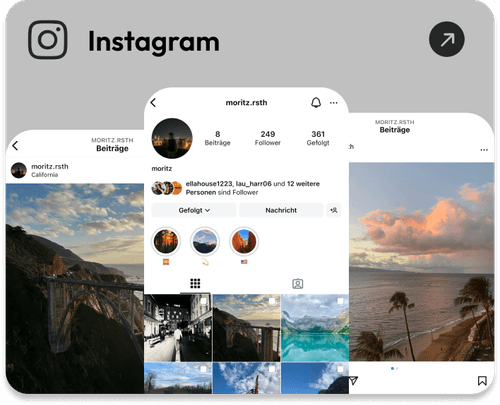 Instagram
MORITZ.RSTH
Beiträge
moritz.rsth
California
moritz.rsth
8
Beiträge
249
Follower
361
Gefolgt
moritz
ellahouse1223, lau_harr06 und 12 weitere
Personen sind Follower
Gefolgt
Nachricht
MORITZ.RSTH
Beiträge
th